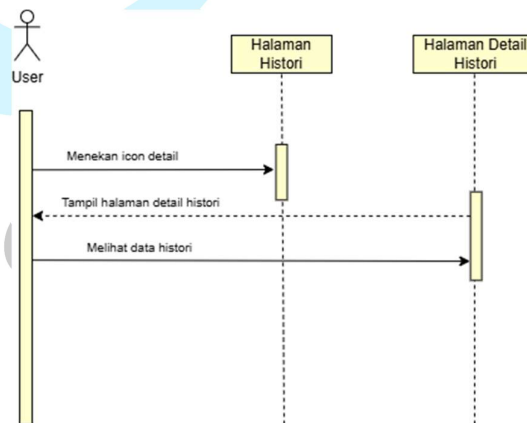 User
Halaman
Histori
Halaman Detail
Histori
Menekan icon detail
Tampil halaman detail histori
Melihat data histori